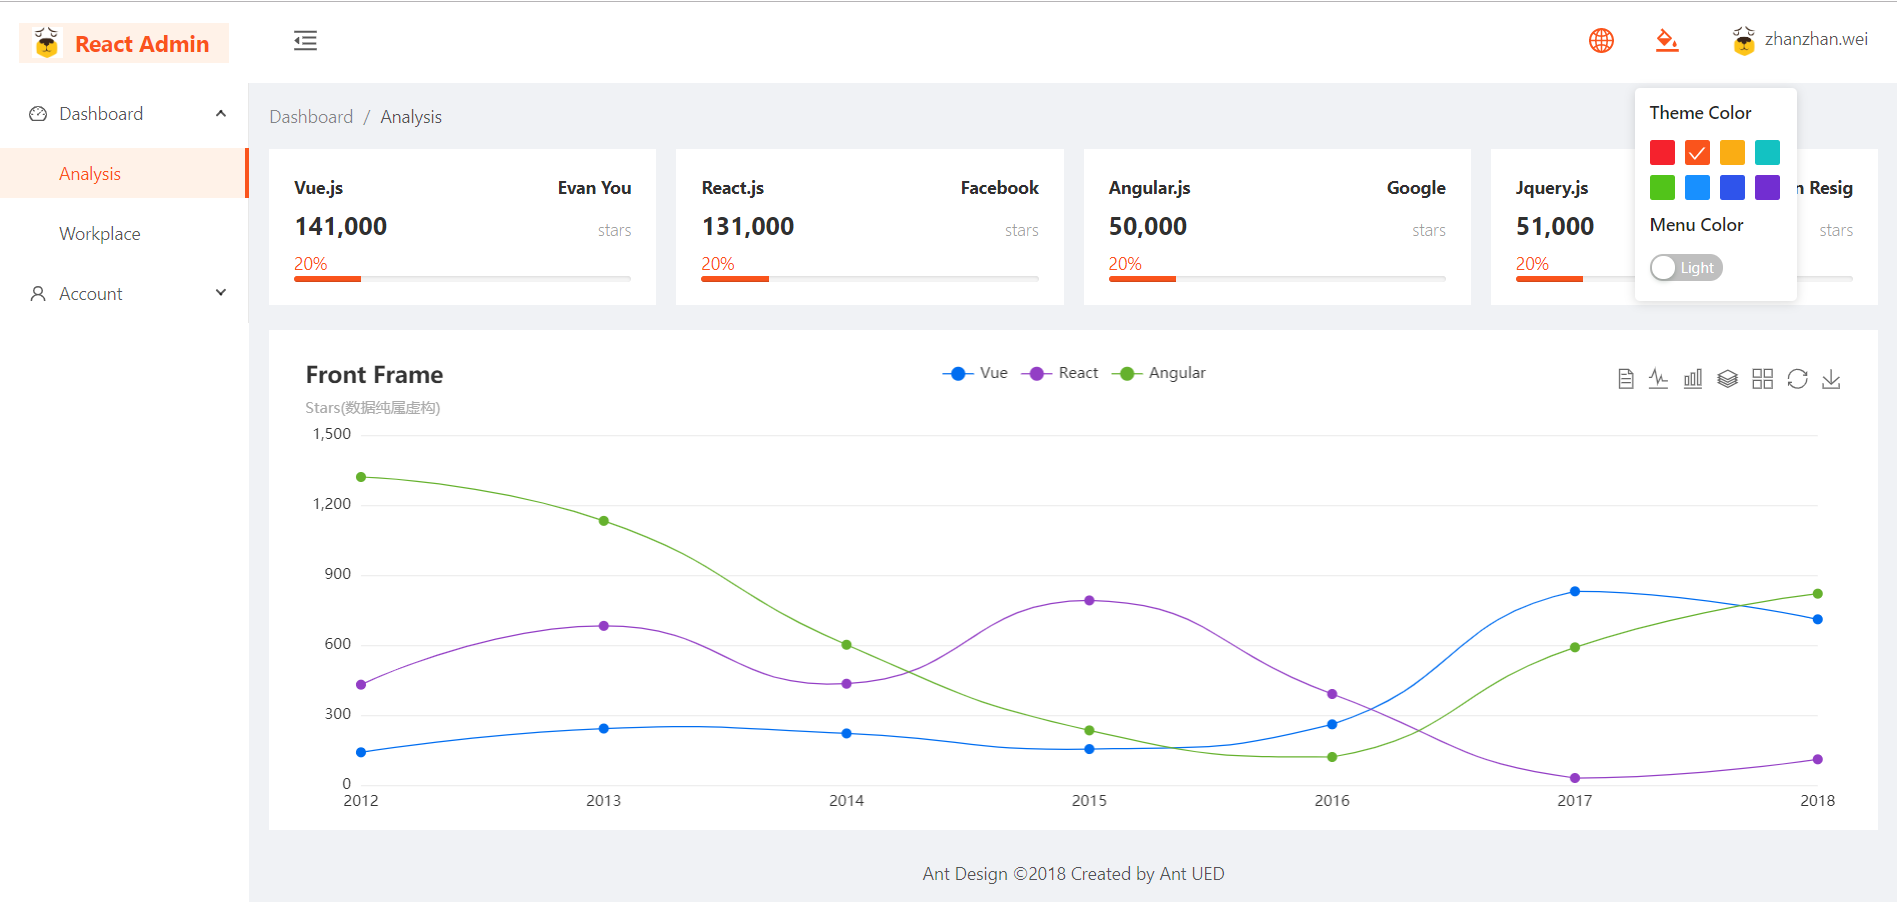 React Admin
zhanzhan.wei
Dashboard
Analysis
Workplace
Account
Dashboard / Analysis
Theme Color
Menu Color
Light
Vue.js Evan You
141,000 stars
20%
React.js Facebook
131,000 stars
20%
Angular.js Google
50,000 stars
20%
Jquery.js n Resig
51,000 stars
20%
Front Frame
Stars(数据纯属虚构)
Vue React Angular
1,500
1,200
900
600
300
0
2012 2013 2014 2015 2016 2017 2018
Ant Design ©2018 Created by Ant UED